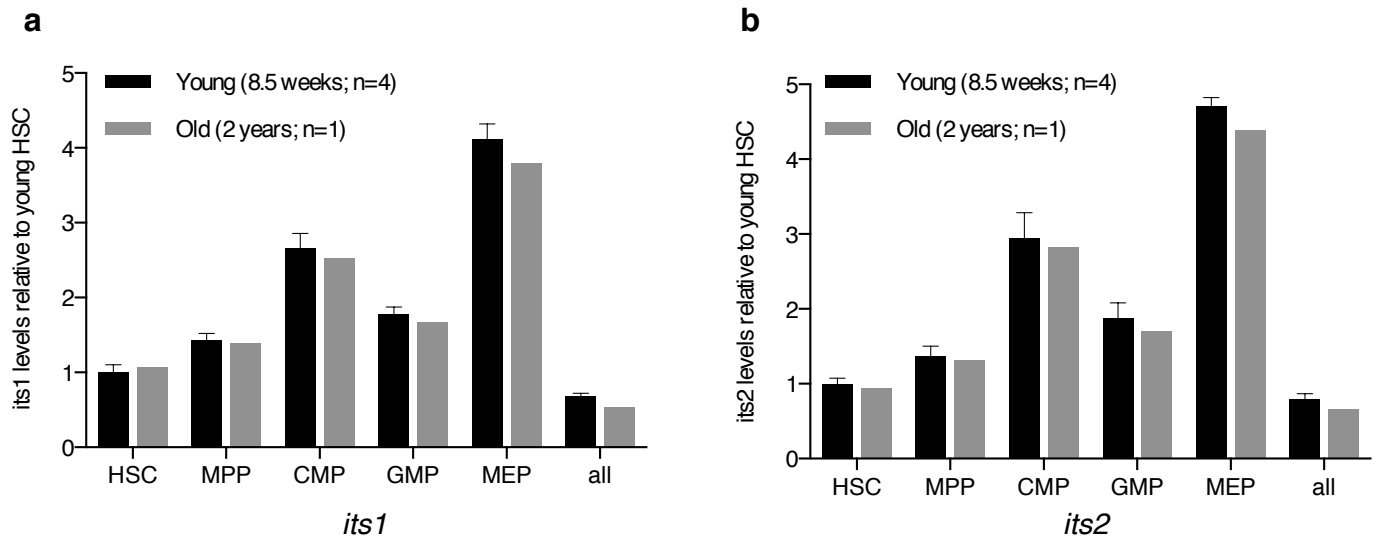 a
its1 levels relative to young HSC
5
4
3
2
1
0
Young (8.5 weeks; n=4)
Old (2 years; n=1)
HSC MPP CMP GMP MEP all
its1
b
its2 levels relative to young HSC
5
4
3
2
1
0
Young (8.5 weeks; n=4)
Old (2 years; n=1)
HSC MPP CMP GMP MEP all
its2